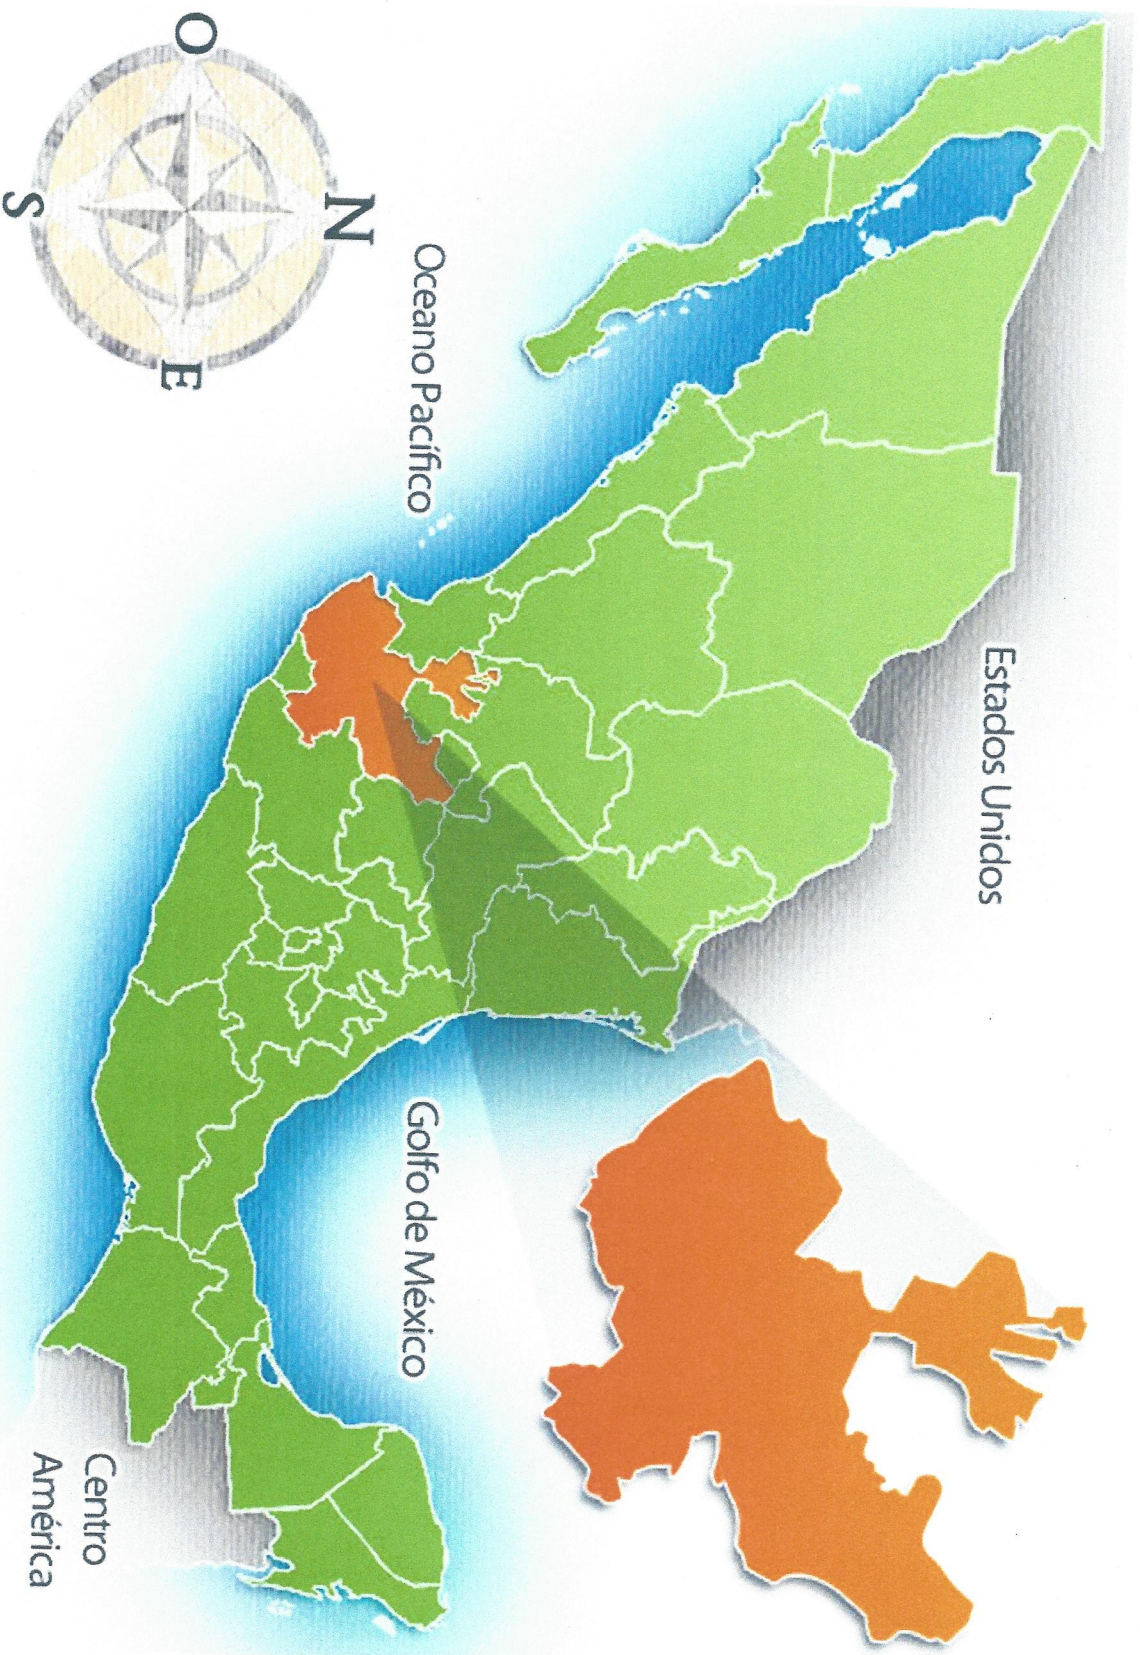 Estados Unidos
Oceano Pacífico
Golfo de México
Centro
América
N
O
E
S